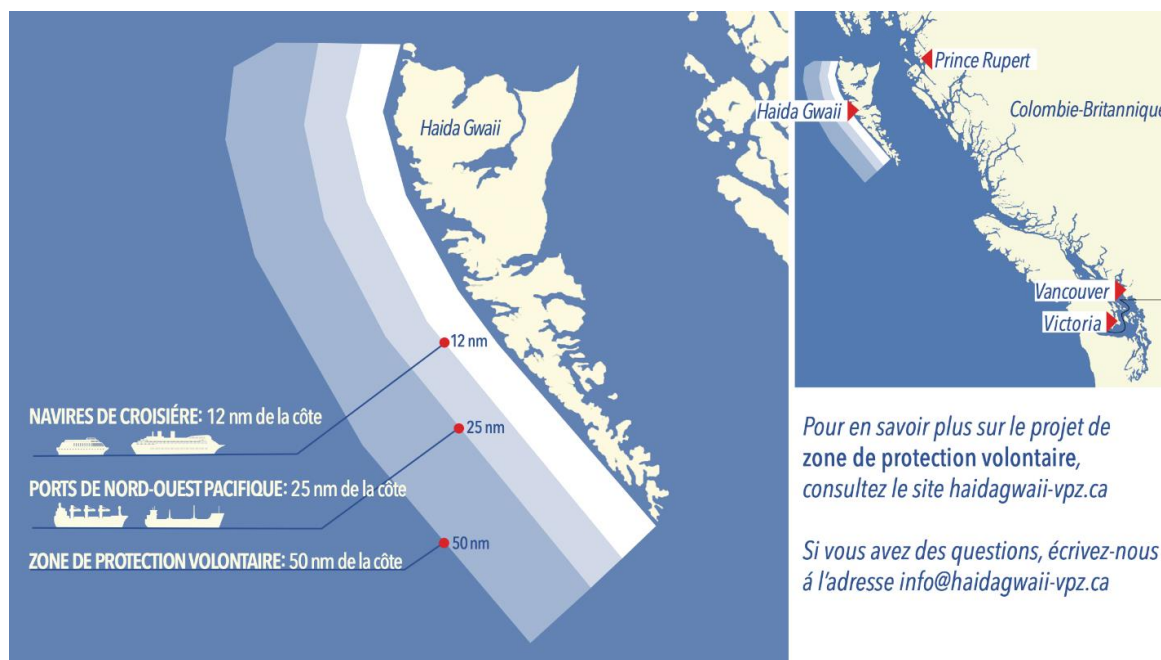 Haida Gwaii
12 nm
25 nm
50 nm
NAVIRES DE CROISIÉRE: 12 nm de la côte
PORTS DE NORD-OUEST PACIFIQUE: 25 nm de la côte
ZONE DE PROTECTION VOLONTAIRE: 50 nm de la côte
Prince Rupert
Haida Gwaii
Colombie-Britannique
Vancouver
Victoria
Pour en savoir plus sur le projet de
zone de protection volontaire,
consultez le site haidagwaii-vpz.ca
Si vous avez des questions, écrivez-nous
á l'adresse info@haidagwaii-vpz.ca